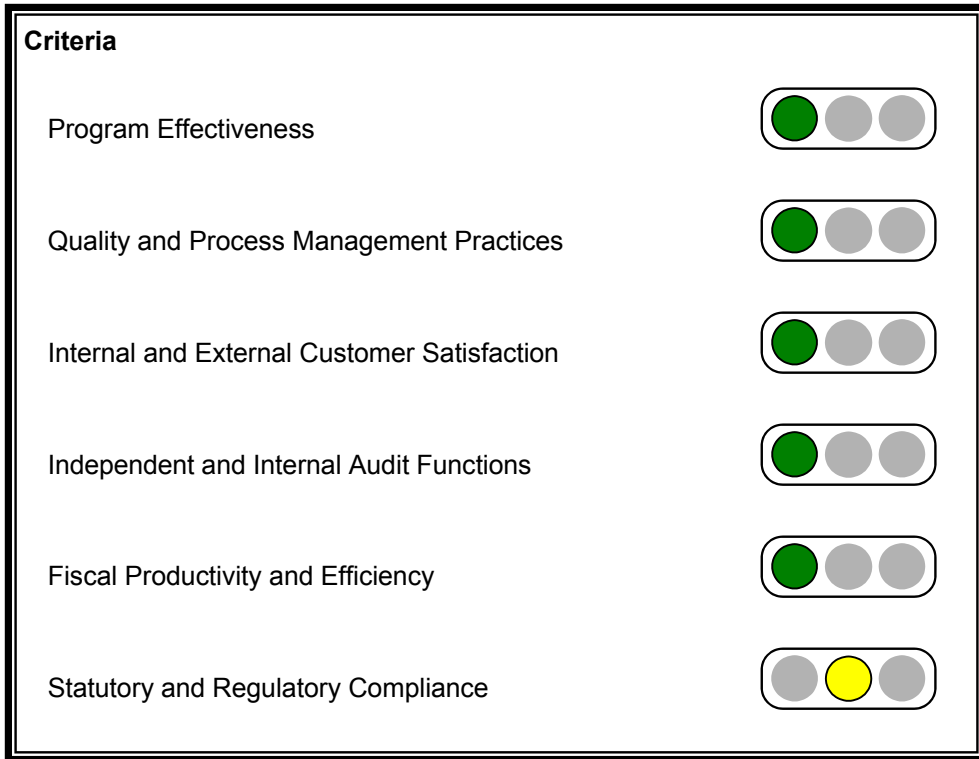 Criteria
Program Effectiveness
Quality and Process Management Practices
Internal and External Customer Satisfaction
Independent and Internal Audit Functions
Fiscal Productivity and Efficiency
Statutory and Regulatory Compliance